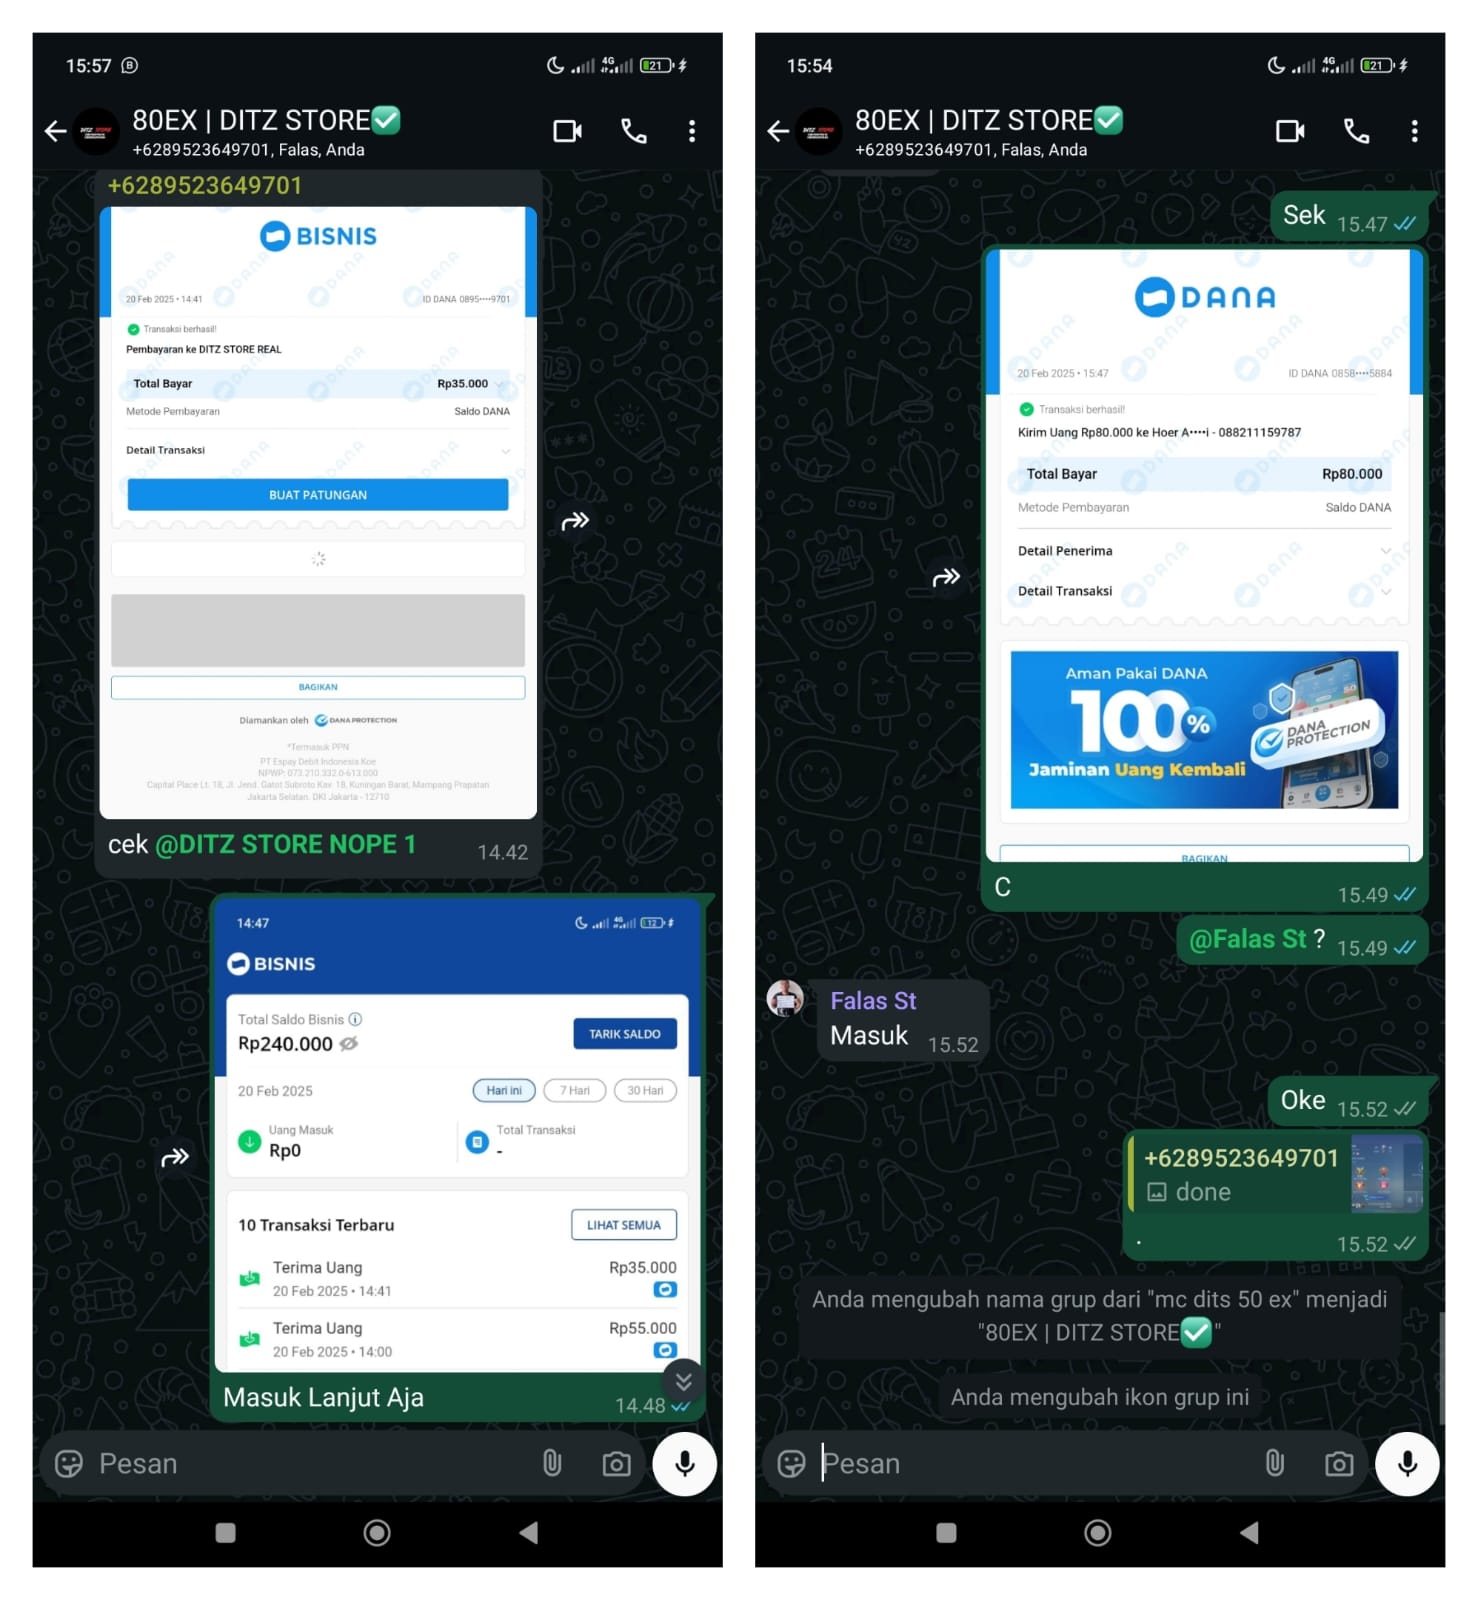 15:57
4G
21
80EX | DITZ STORE✅
+6289523649701, Falas, Anda
+6289523649701
BISNIS
20 Feb 2025 • 14:41
ID DANA 0895••••9701
Transaksi berhasil!
Pembayaran ke DITZ STORE REAL
Total Bayar
Rp35.000
Metode Pembayaran
Saldo DANA
Detail Transaksi
BUAT PATUNGAN
BAGIKAN
Diamankan oleh DANA PROTECTION
*Termasuk PPN
PT Espay Debit Indonesia Koe
NPWP: 073.210.332.0-613.000
Capital Place Lt. 18, Jl. Jend. Gatot Subroto Kav. 18, Kuningan Barat, Mampang Prapatan
Jakarta Selatan. DKI Jakarta - 12710
cek @DITZ STORE NOPE 1
14.42
14:47
4G
12
BISNIS
Total Saldo Bisnis
Rp240.000
TARIK SALDO
20 Feb 2025
Hari ini
7 Hari
30 Hari
Uang Masuk
Rp0
Total Transaksi
-
10 Transaksi Terbaru
LIHAT SEMUA
Terima Uang
Rp35.000
20 Feb 2025 • 14:41
Terima Uang
Rp55.000
20 Feb 2025 • 14:00
Masuk Lanjut Aja
14.48
Pesan
15:54
4G
21
80EX | DITZ STORE✅
+6289523649701, Falas, Anda
Sek
15.47
DANA
20 Feb 2025 • 15:47
ID DANA 0858••••5884
Transaksi berhasil!
Kirim Uang Rp80.000 ke Hoer A••••i - 088211159787
Total Bayar
Rp80.000
Metode Pembayaran
Saldo DANA
Detail Penerima
Detail Transaksi
Aman Pakai DANA
100%
Jaminan Uang Kembali
DANA PROTECTION
BAGIKAN
C
15.49
@Falas St ?
15.49
Falas St
Masuk
15.52
Oke
15.52
+6289523649701
done
.
15.52
Anda mengubah nama grup dari "mc dits 50 ex" menjadi
"80EX | DITZ STORE✅"
Anda mengubah ikon grup ini
Pesan